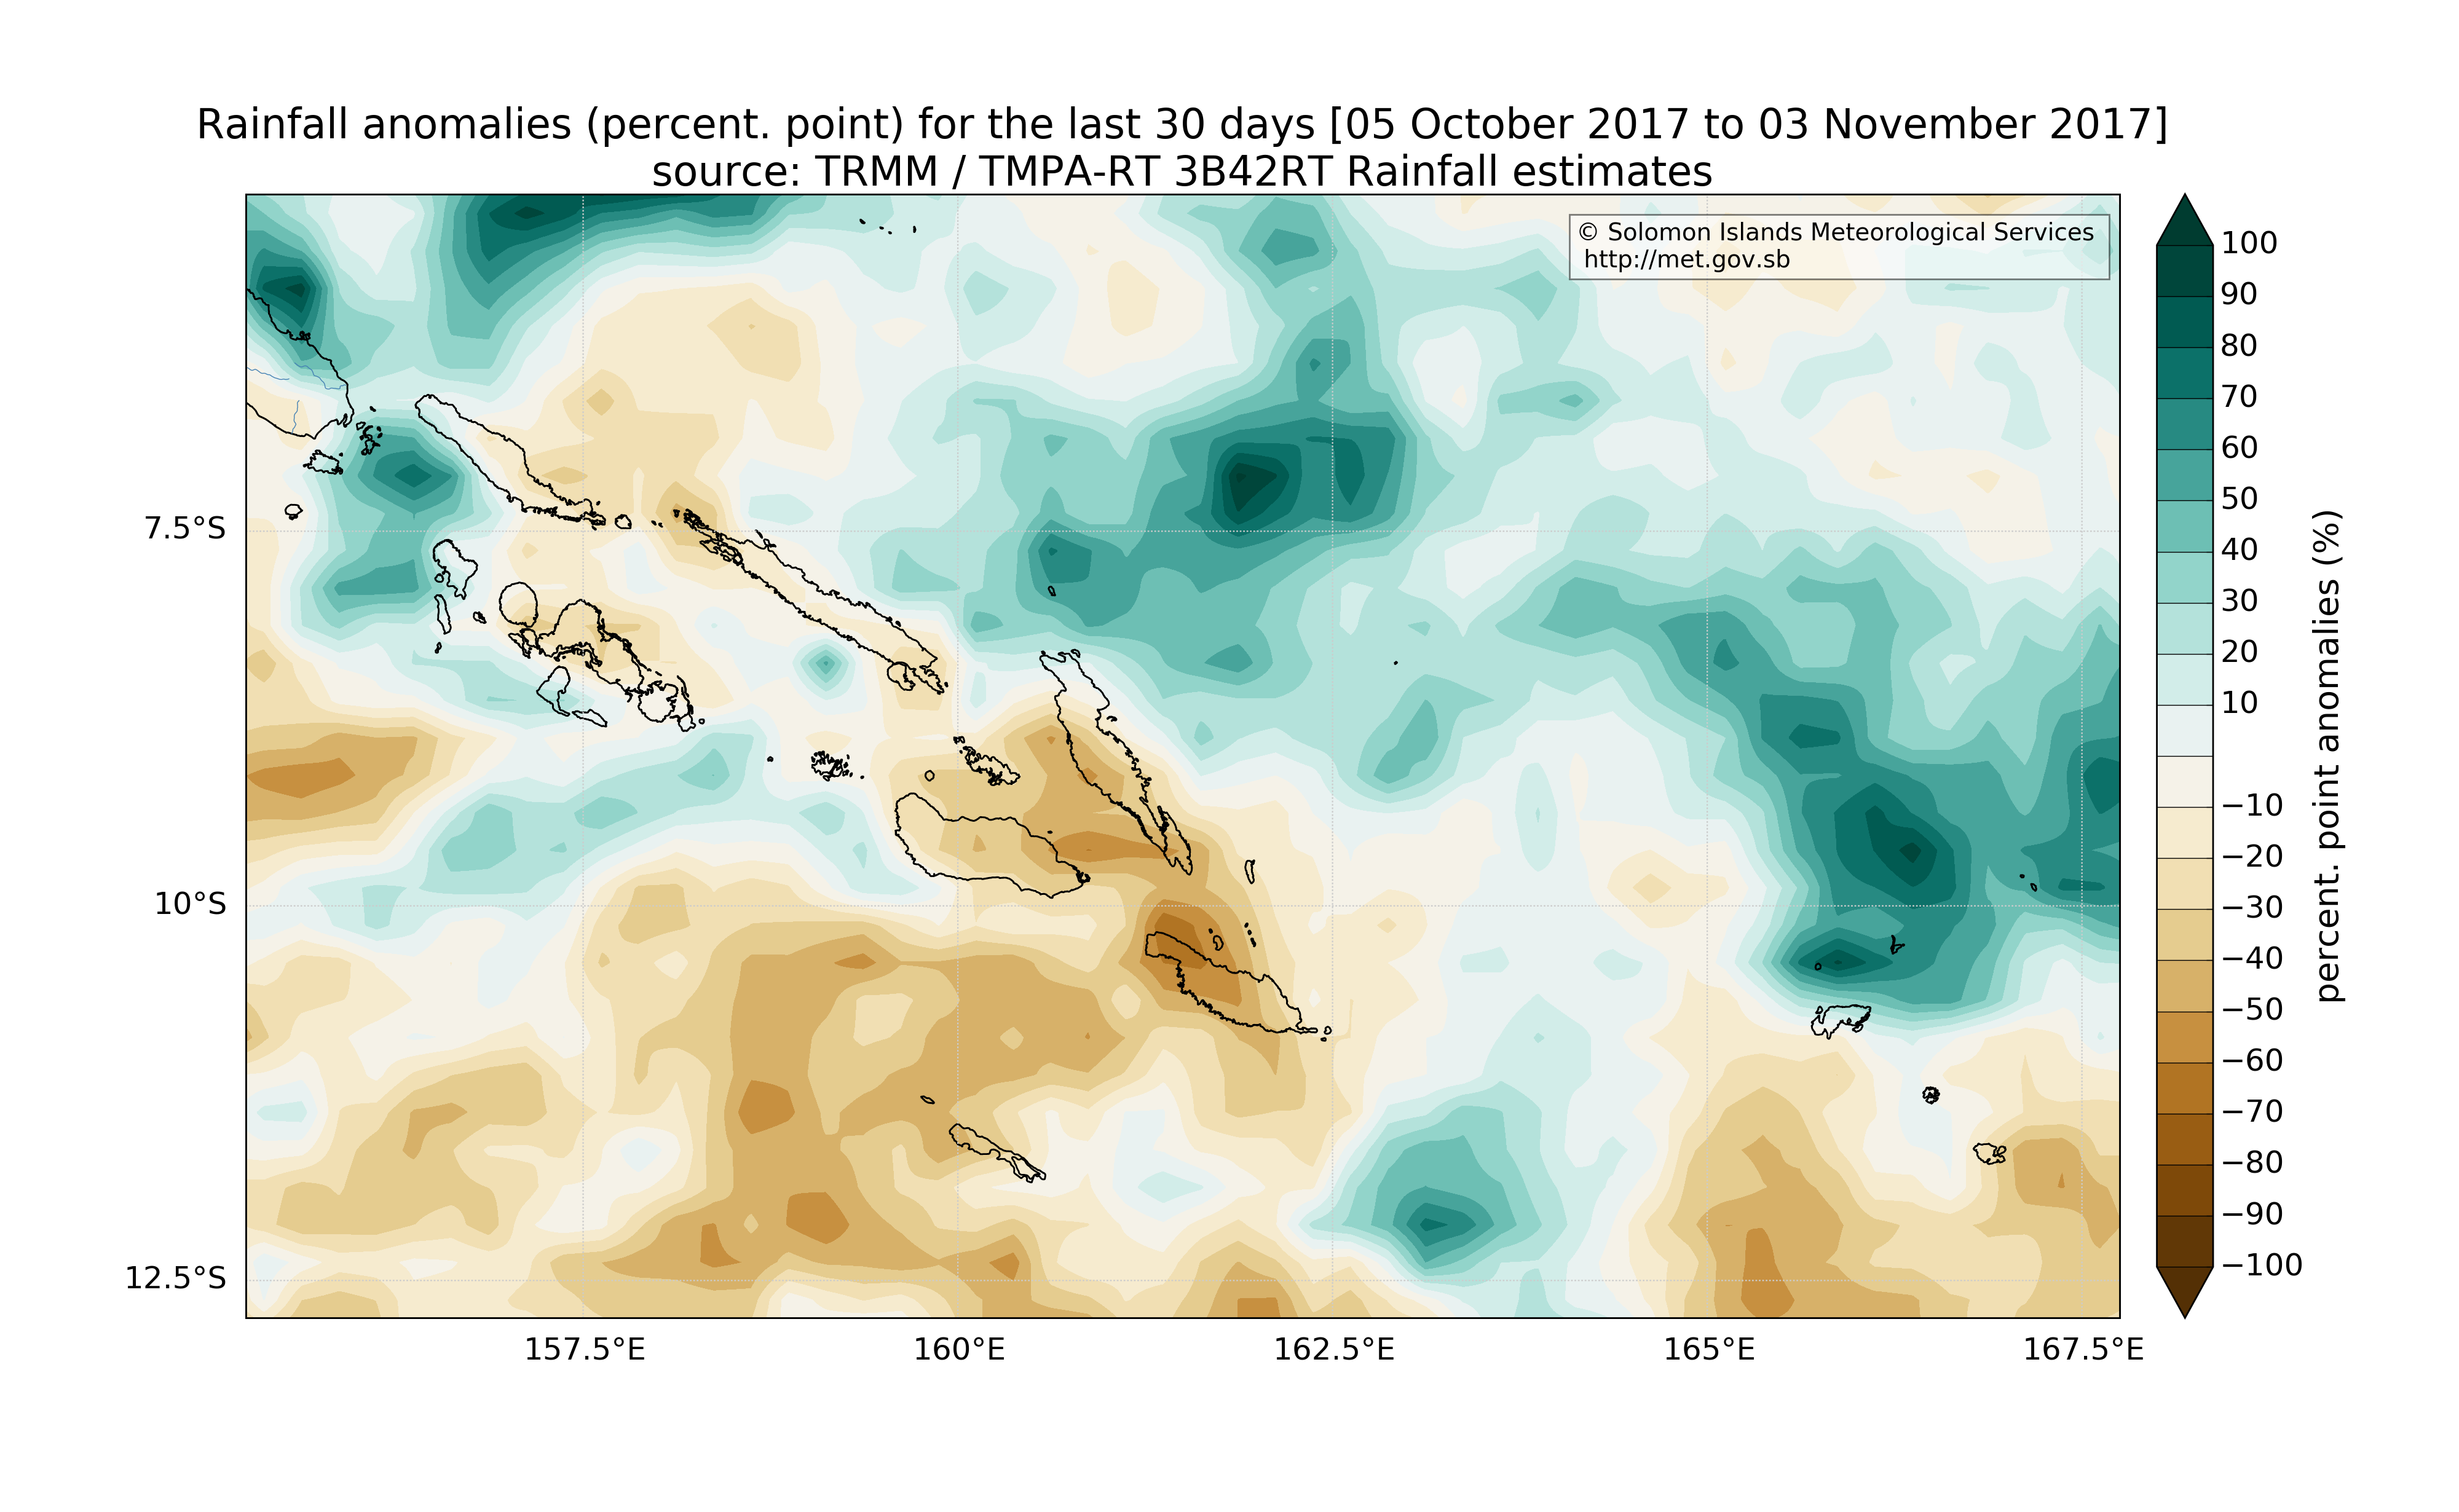 Rainfall anomalies (percent. point) for the last 30 days [05 October 2017 to 03 November 2017]
source: TRMM / TMPA-RT 3B42RT Rainfall estimates
© Solomon Islands Meteorological Services
http://met.gov.sb
7.5°S
10°S
12.5°S
157.5°E
160°E
162.5°E
165°E
167.5°E
100
90
80
70
60
50
40
30
20
10
−10
−20
−30
−40
−50
−60
−70
−80
−90
−100
percent. point anomalies (%)